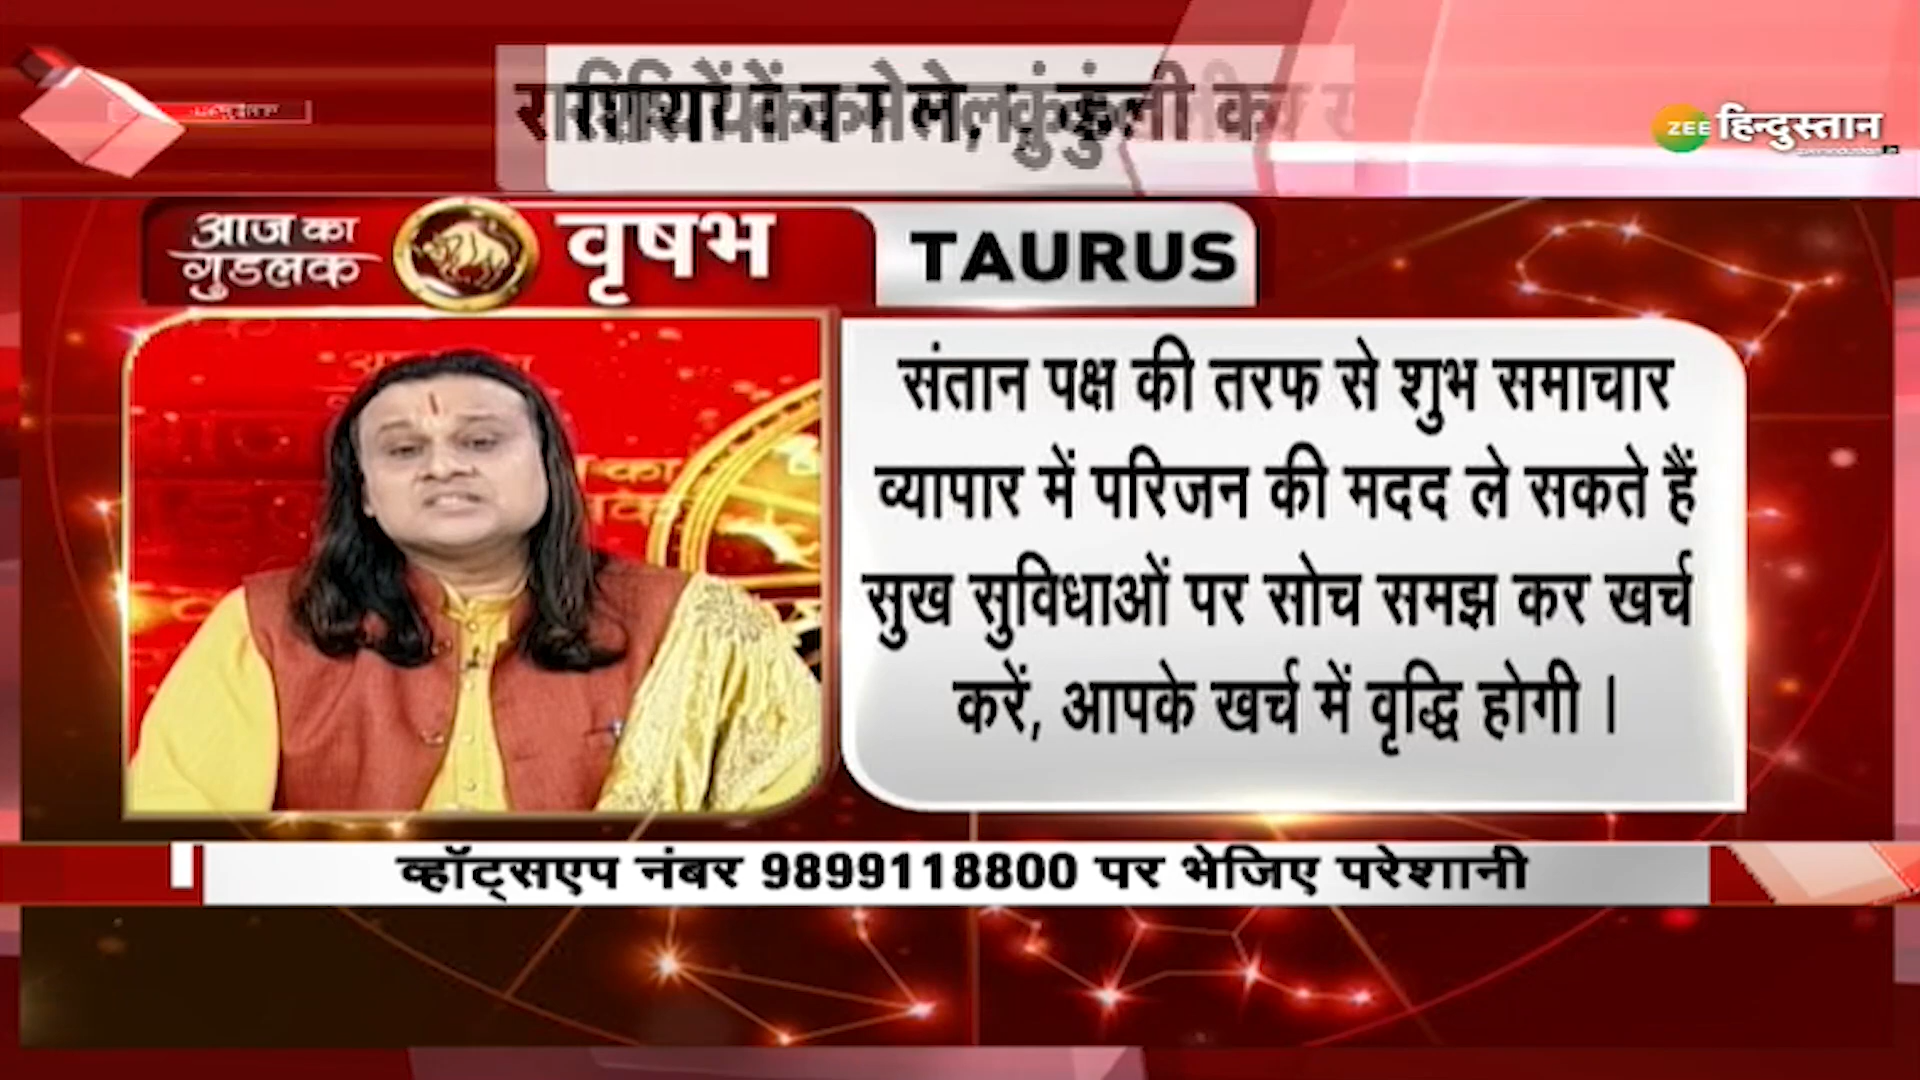 ZEE हिन्दुस्तान
आज का
गुडलक
वृषभ
TAURUS
संतान पक्ष की तरफ से शुभ समाचार
व्यापार में परिजन की मदद ले सकते हैं
सुख सुविधाओं पर सोच समझ कर खर्च
करें, आपके खर्च में वृद्धि होगी ।
व्हॉट्सएप नंबर 9899118800 पर भेजिए परेशानी